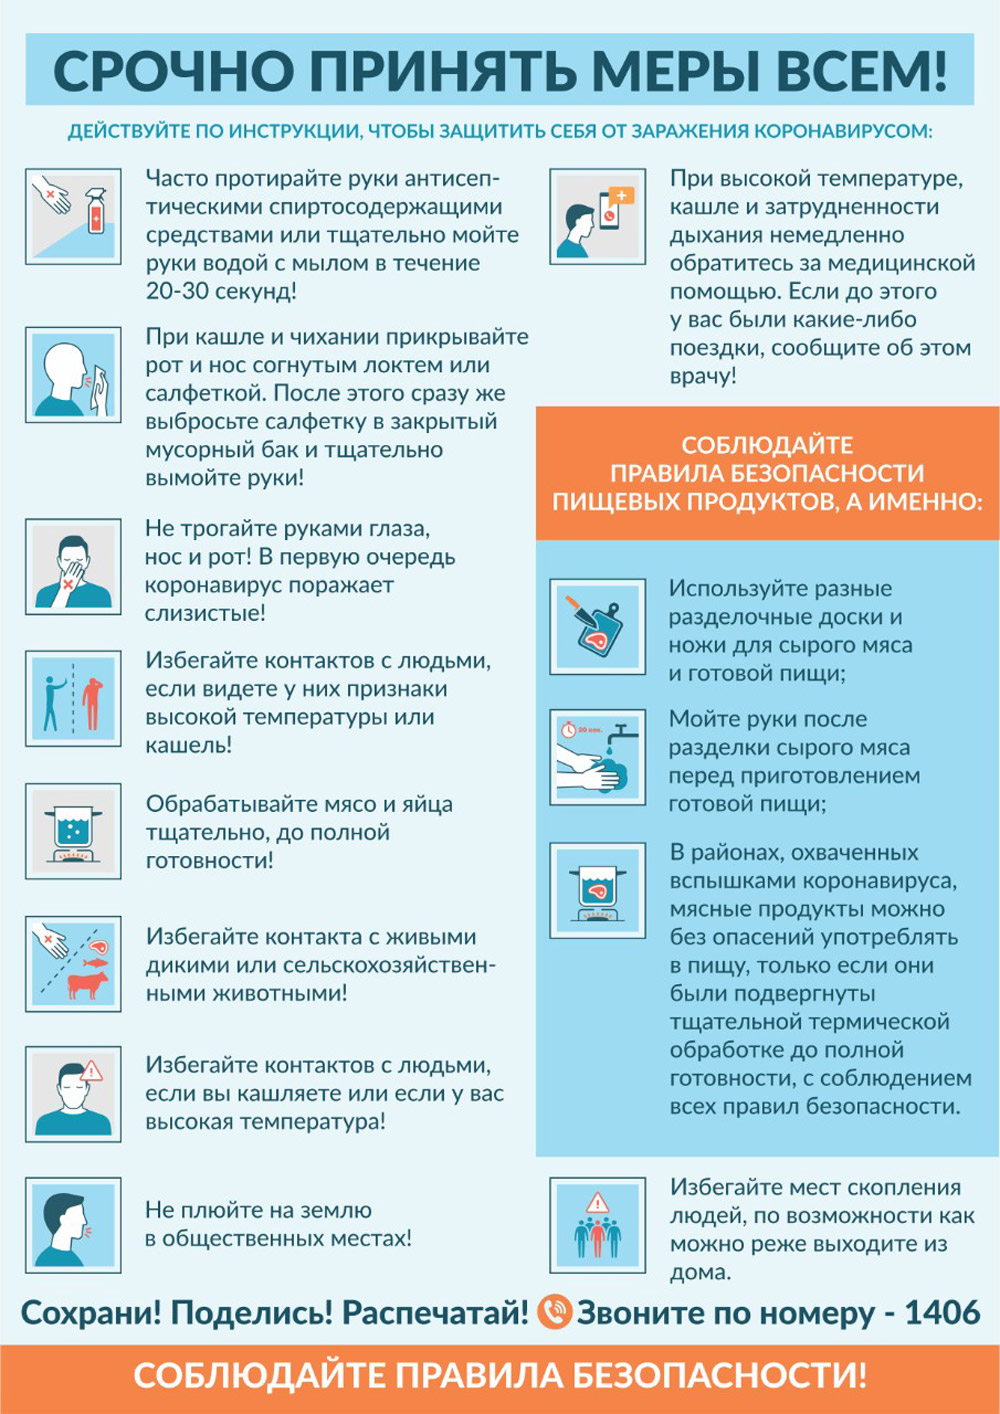 СРОЧНО ПРИНЯТЬ МЕРЫ ВСЕМ!
ДЕЙСТВУЙТЕ ПО ИНСТРУКЦИИ, ЧТОБЫ ЗАЩИТИТЬ СЕБЯ ОТ ЗАРАЖЕНИЯ КОРОНАВИРУСОМ:
Часто протирайте руки антисеп-
тическими спиртосодержащими
средствами или тщательно мойте
руки водой с мылом в течение
20-30 секунд!
При кашле и чихании прикрывайте
рот и нос согнутым локтем или
салфеткой. После этого сразу же
выбросьте салфетку в закрытый
мусорный бак и тщательно
вымойте руки!
Не трогайте руками глаза,
нос и рот! В первую очередь
коронавирус поражает
слизистые!
Избегайте контактов с людьми,
если видете у них признаки
высокой температуры или
кашель!
Обрабатывайте мясо и яйца
тщательно, до полной
готовности!
Избегайте контакта с живыми
дикими или сельскохозяйствен-
ными животными!
Избегайте контактов с людьми,
если вы кашляете или если у вас
высокая температура!
Не плюйте на землю
в общественных местах!
При высокой температуре,
кашле и затрудненности
дыхания немедленно
обратитесь за медицинской
помощью. Если до этого
у вас были какие-либо
поездки, сообщите об этом
врачу!
СОБЛЮДАЙТЕ
ПРАВИЛА БЕЗОПАСНОСТИ
ПИЩЕВЫХ ПРОДУКТОВ, А ИМЕННО:
Используйте разные
разделочные доски и
ножи для сырого мяса
и готовой пищи;
20 сек.
Мойте руки после
разделки сырого мяса
перед приготовлением
готовой пищи;
В районах, охваченных
вспышками коронавируса,
мясные продукты можно
без опасений употреблять
в пищу, только если они
были подвергнуты
тщательной термической
обработке до полной
готовности, с соблюдением
всех правил безопасности.
Избегайте мест скопления
людей, по возможности как
можно реже выходите из
дома.
Сохрани! Поделись! Распечатай! Звоните по номеру - 1406
СОБЛЮДАЙТЕ ПРАВИЛА БЕЗОПАСНОСТИ!